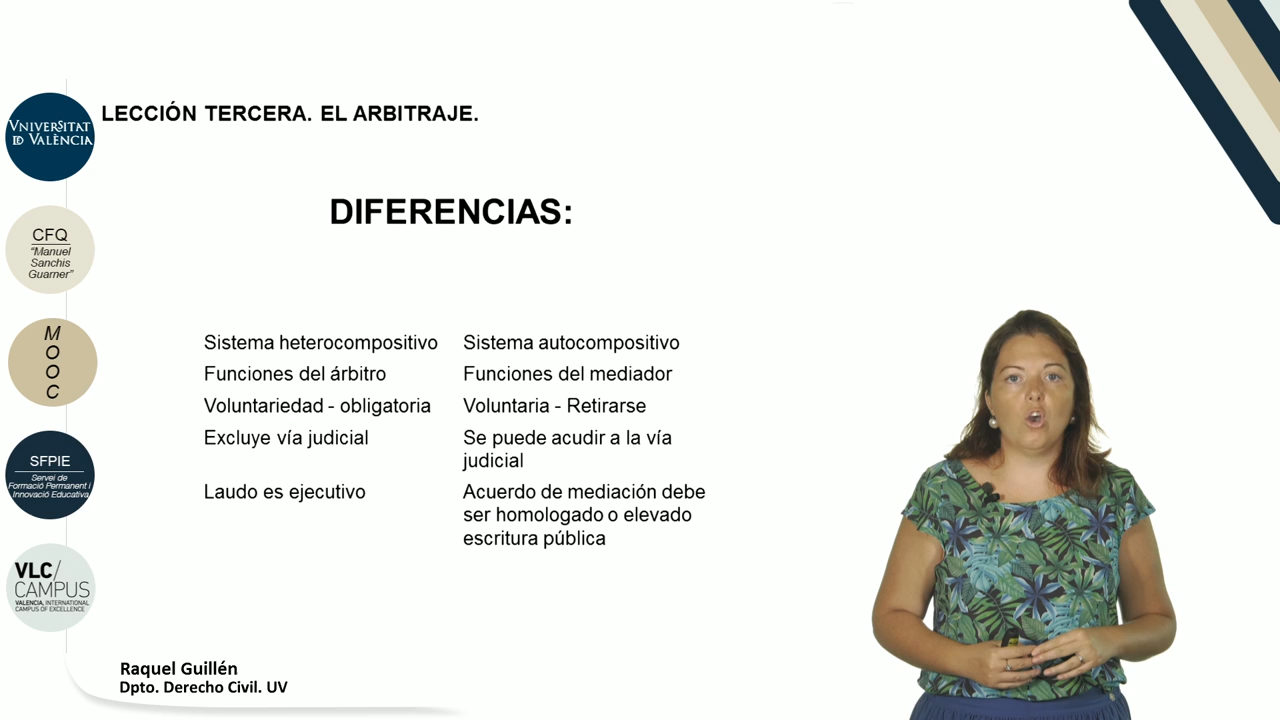 LECCIÓN TERCERA. EL ARBITRAJE.
VNIVERSITAT
DE VALÈNCIA
DIFERENCIAS:
CFQ
"Manuel
Sanchis
Guarner"
M
O
O
C
Sistema heterocompositivo Sistema autocompositivo
Funciones del árbitro Funciones del mediador
Voluntariedad - obligatoria Voluntaria - Retirarse
Excluye vía judicial Se puede acudir a la vía
judicial
Laudo es ejecutivo Acuerdo de mediación debe
ser homologado o elevado
escritura pública
SFPIE
Servei de
Formació Permanent i
Innovació Educativa
VLC/
CAMPUS
VALENCIA, INTERNATIONAL
CAMPUS OF EXCELLENCE
Raquel Guillén
Dpto. Derecho Civil. UV